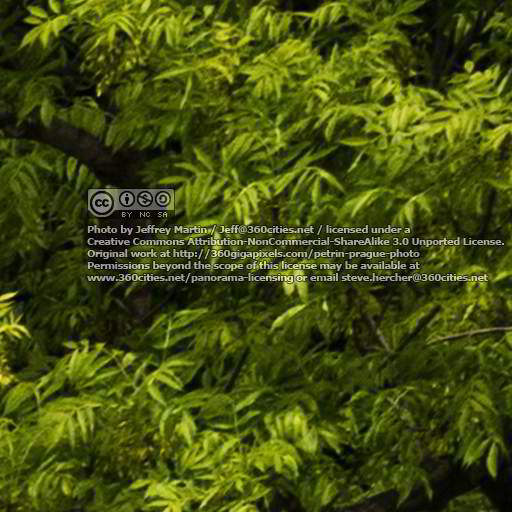 cc
BY NC SA
Photo by Jeffrey Martin / Jeff@360cities.net / licensed under a
Creative Commons Attribution-NonCommercial-ShareAlike 3.0 Unported License.
Original work at http://360gigapixels.com/petrin-prague-photo
Permissions beyond the scope of this license may be available at
www.360cities.net/panorama-licensing or email steve.hercher@360cities.net